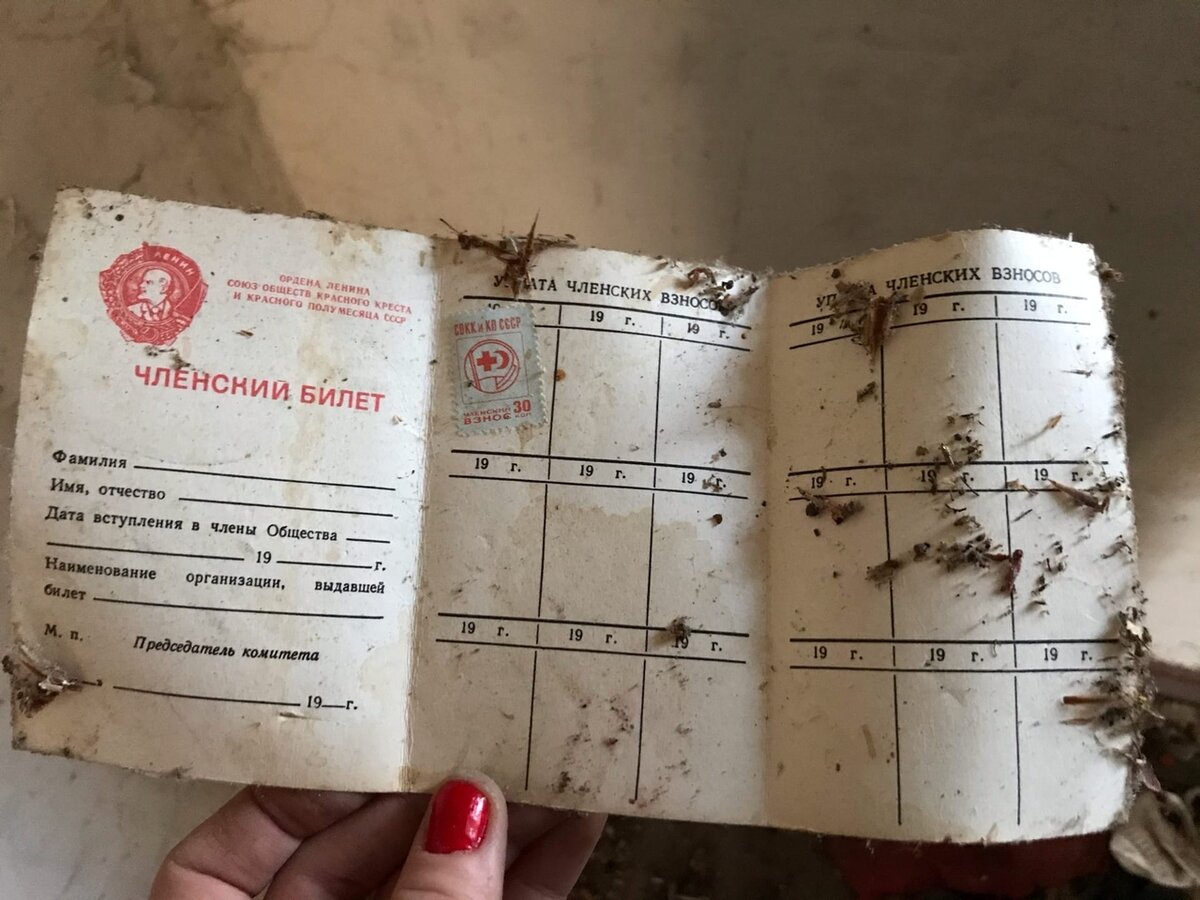 ЛЕНИН
ОРДЕНА ЛЕНИНА
СОЮЗ ОБЩЕСТВ КРАСНОГО КРЕСТА
И КРАСНОГО ПОЛУМЕСЯЦА СССР
ЧЛЕНСКИЙ БИЛЕТ
Фамилия
Имя, отчество
Дата вступления в члены Общества
19 г.
Наименование организации, выдавшей
билет
М. п.
Председатель комитета
19 г.
ЧЛЕНСКИХ ВЗНОСОВ
19 г. 19 г.
СОКК и КП СССР
ЧЛЕНСКИЙ 30
ВЗНОС КОП
19 г. 19 г. 19 г.
19 г. 19 г. 19 г.
ЧЛЕНСКИХ ВЗНОСОВ
19 19 г. 19 г.
19 г. 19 г. 19 г.
19 г. 19 г. 19 г.